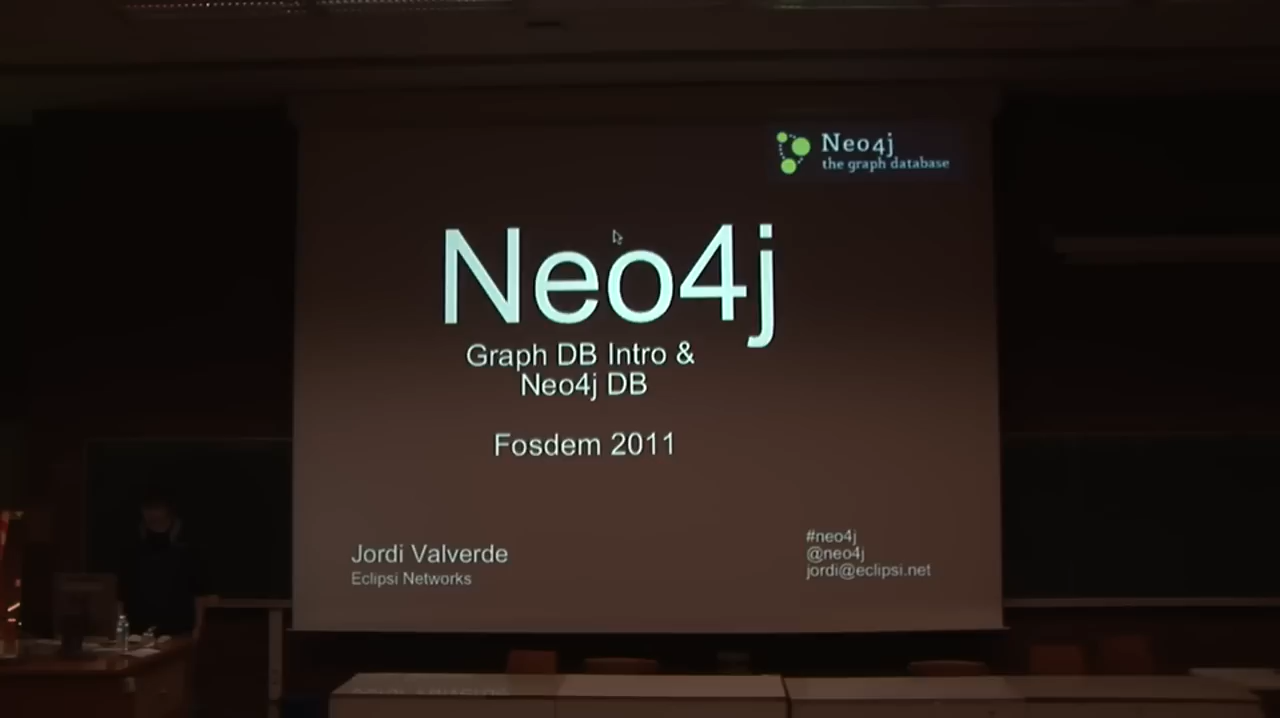 Neo4j
the graph database
Neo4j
Graph DB Intro &
Neo4j DB
Fosdem 2011
Jordi Valverde
Eclipsi Networks
#neo4j
@neo4j
jordi@eclipsi.net